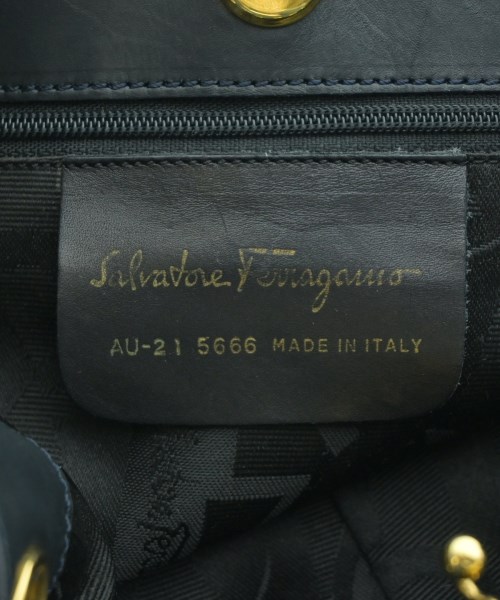 Salvatore Ferragamo
AU-21 5666 MADE IN ITALY